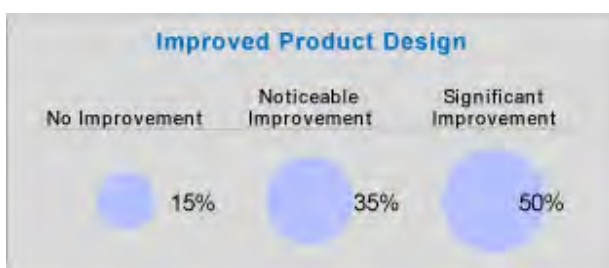 Improved Product Design
No Improvement
Noticeable
Improvement
Significant
Improvement
15%
35%
50%